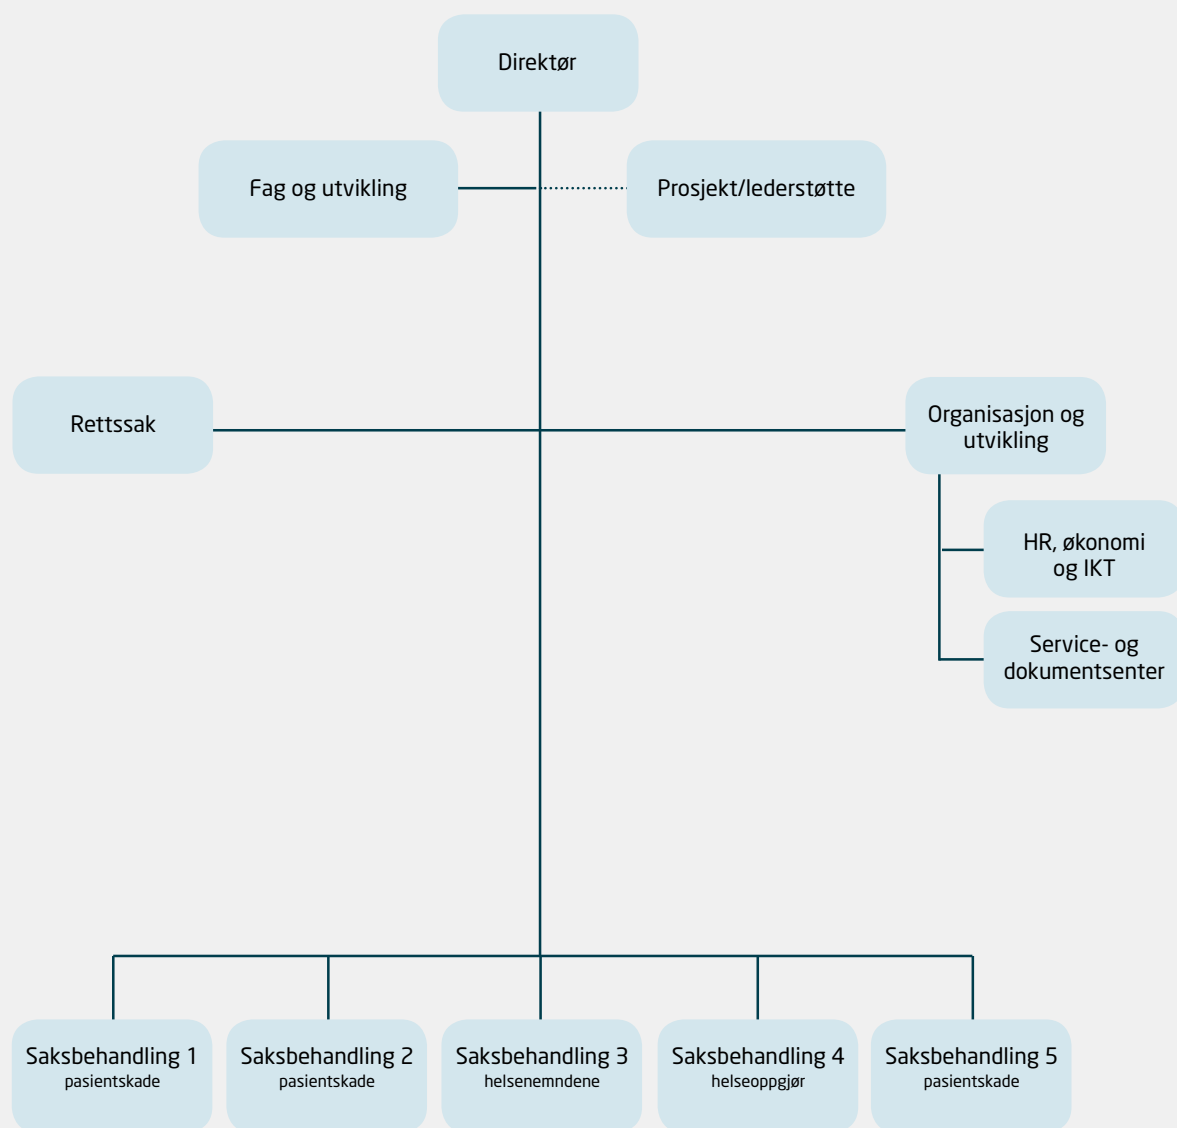 Direktør
Fag og utvikling
Prosjekt/lederstøtte
Rettssak
Organisasjon og
utvikling
HR, økonomi
og IKT
Service- og
dokumentsenter
Saksbehandling 1
pasientskade
Saksbehandling 2
pasientskade
Saksbehandling 3
helsenemndene
Saksbehandling 4
helseoppgjør
Saksbehandling 5
pasientskade